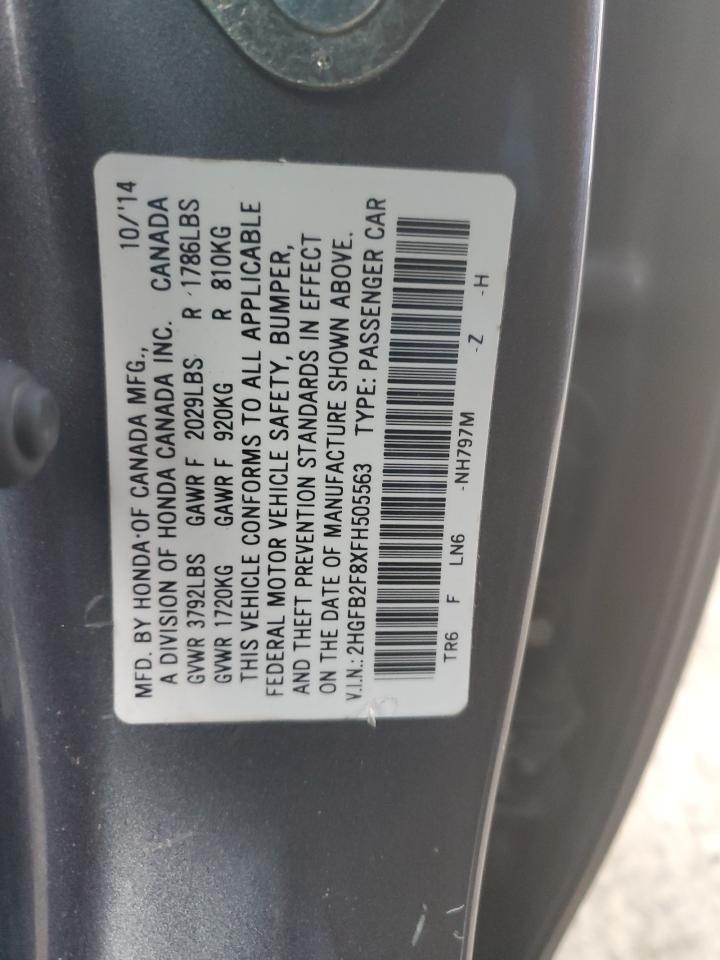 MFD. BY HONDA OF CANADA MFG., 10/'14
A DIVISION OF HONDA CANADA INC. CANADA
GVWR 3792LBS GAWR F 2029LBS R 1786LBS
GVWR 1720KG GAWR F 920KG R 810KG
THIS VEHICLE CONFORMS TO ALL APPLICABLE
FEDERAL MOTOR VEHICLE SAFETY, BUMPER,
AND THEFT PREVENTION STANDARDS IN EFFECT
ON THE DATE OF MANUFACTURE SHOWN ABOVE.
V.I.N.: 2HGFB2F8XFH505563 TYPE: PASSENGER CAR
TR6 F LN6 -NH797M -Z -H